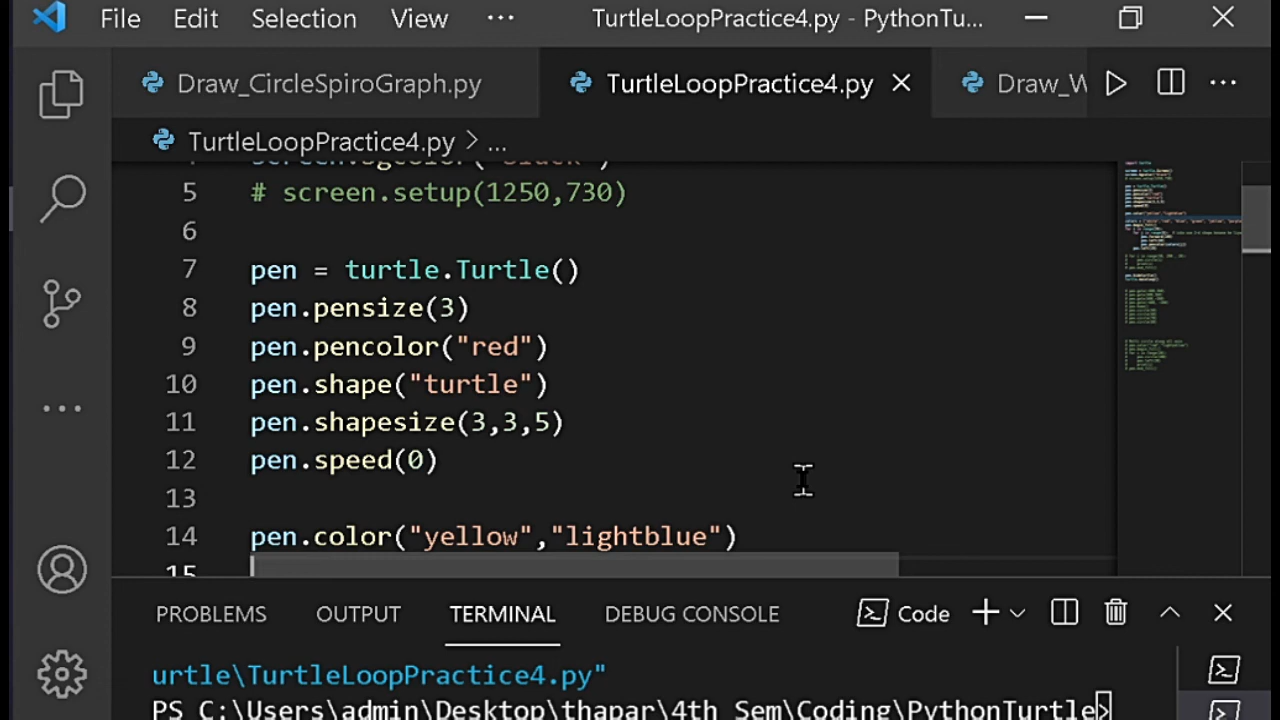 File Edit Selection View ··· TurtleLoopPractice4.py - PythonTu...
Draw_CircleSpiroGraph.py TurtleLoopPractice4.py Draw_W
TurtleLoopPractice4.py > ...
5 # screen.setup(1250,730)
6
7 pen = turtle.Turtle()
8 pen.pensize(3)
9 pen.pencolor("red")
10 pen.shape("turtle")
11 pen.shapesize(3,3,5)
12 pen.speed(0)
13
14 pen.color("yellow","lightblue")
15
PROBLEMS OUTPUT TERMINAL DEBUG CONSOLE Code
urtle\TurtleLoopPractice4.py"
PS C:\Users\admin\Desktop\thapar\4th Sem\Coding\PythonTurtle>